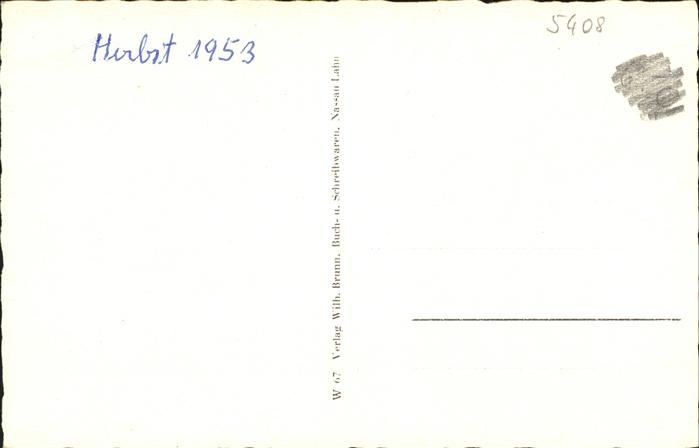 Herbst 1953
5408
W 67 Verlag Wilh. Brunn, Buch- u. Schreibwaren, Nassau Lahn